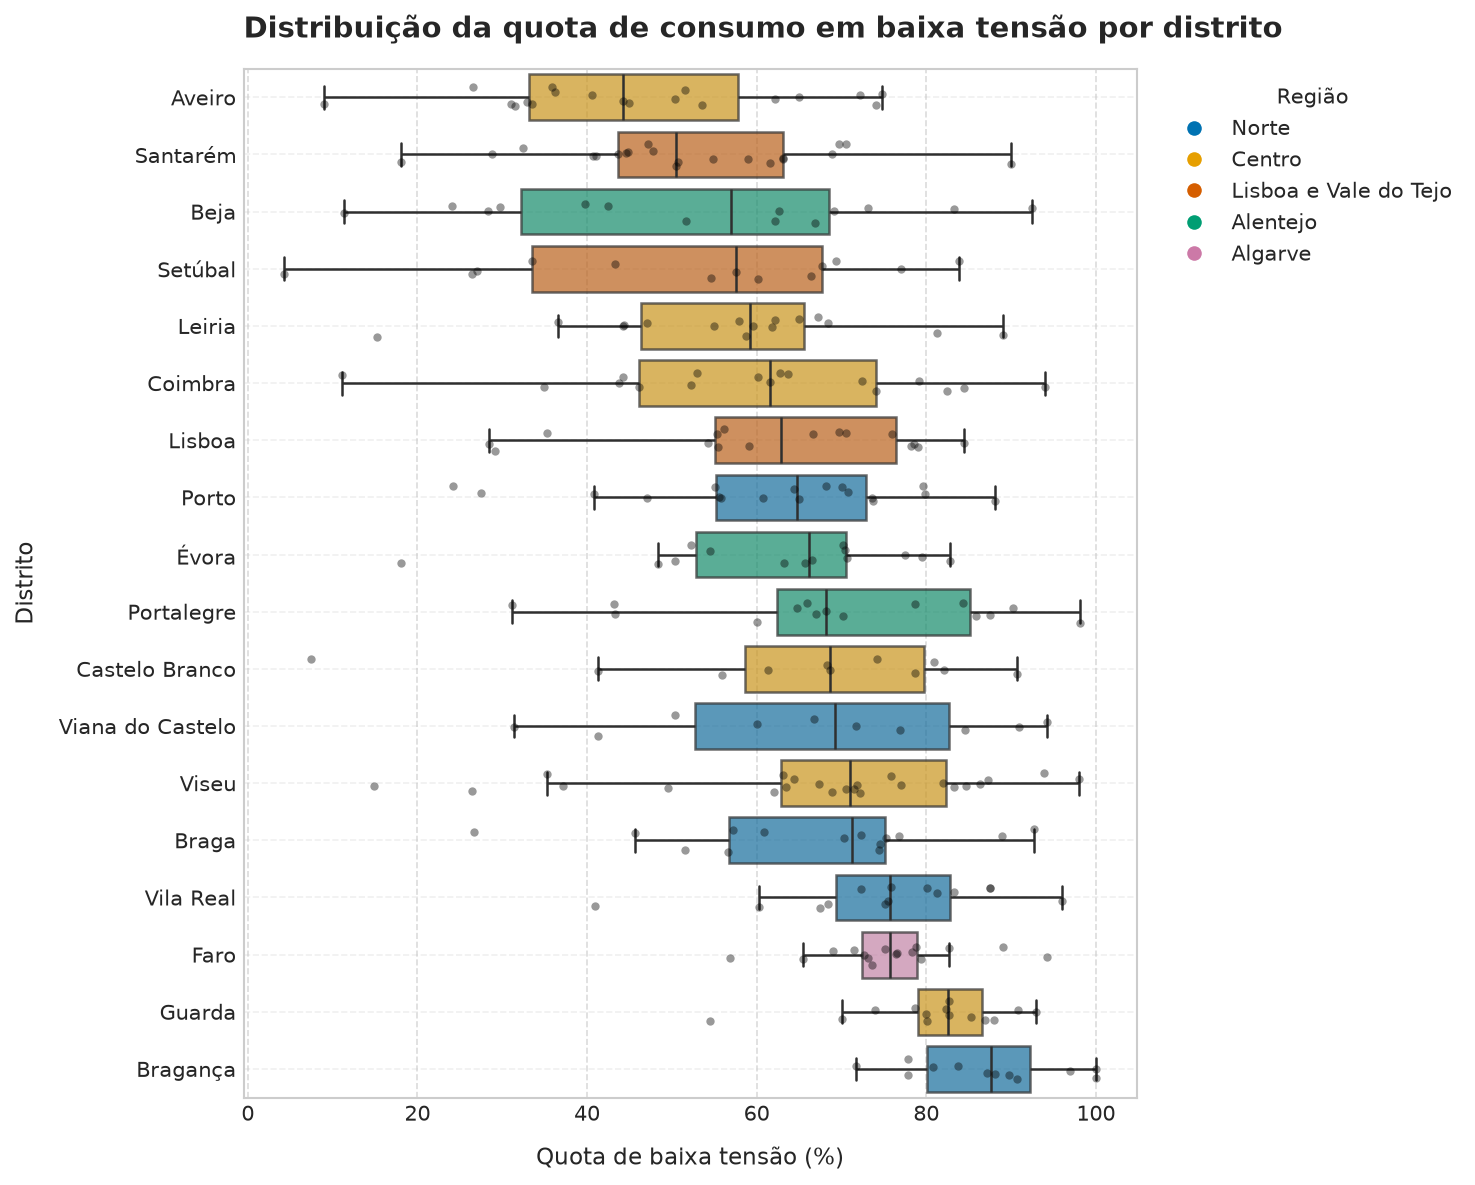 Distribuição da quota de consumo em baixa tensão por distrito
Aveiro
Santarém
Beja
Setúbal
Leiria
Coimbra
Lisboa
Porto
Évora
Portalegre
Castelo Branco
Viana do Castelo
Viseu
Braga
Vila Real
Faro
Guarda
Bragança
Distrito
0 20 40 60 80 100
Quota de baixa tensão (%)
Região
Norte
Centro
Lisboa e Vale do Tejo
Alentejo
Algarve